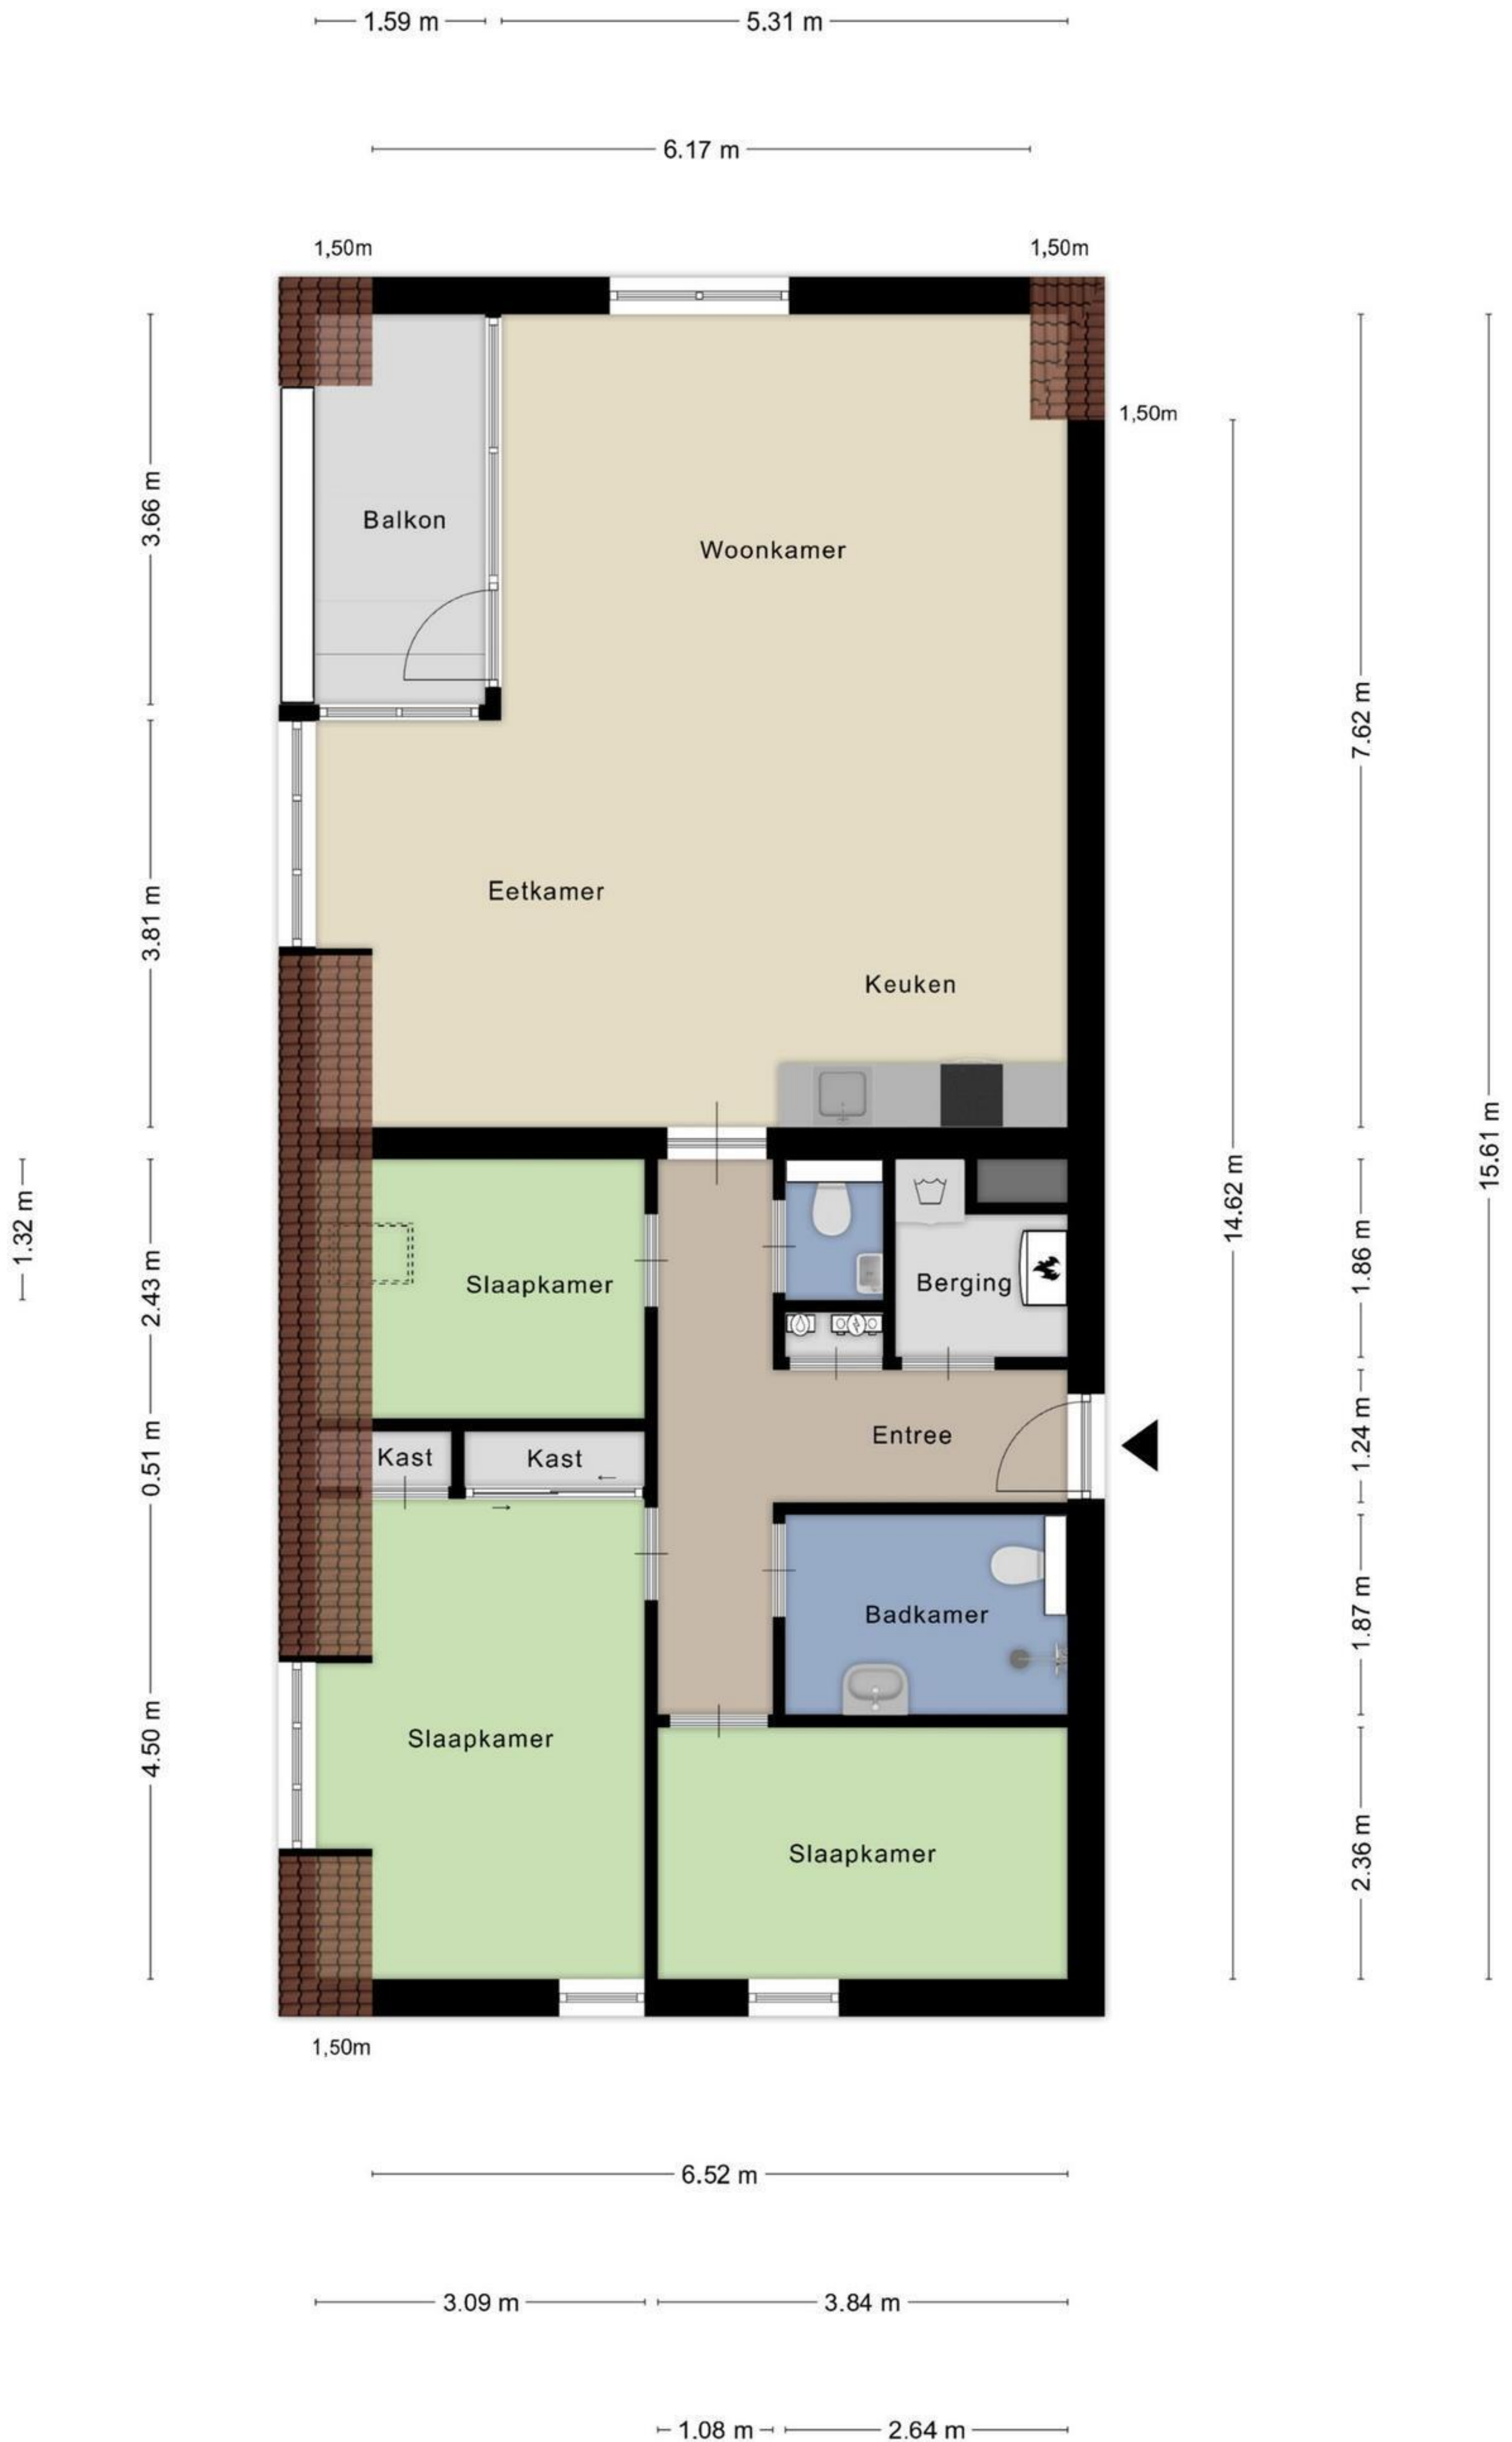 1.59 m
5.31 m
6.17 m
1,50m
1,50m
1,50m
3.66 m
Balkon
Woonkamer
7.62 m
3.81 m
Eetkamer
Keuken
15.61 m
14.62 m
1.32 m
2.43 m
Slaapkamer
Berging
1.86 m
0.51 m
Kast
Kast
Entree
1.24 m
Badkamer
1.87 m
4.50 m
Slaapkamer
Slaapkamer
2.36 m
1,50m
6.52 m
3.09 m
3.84 m
1.08 m
2.64 m